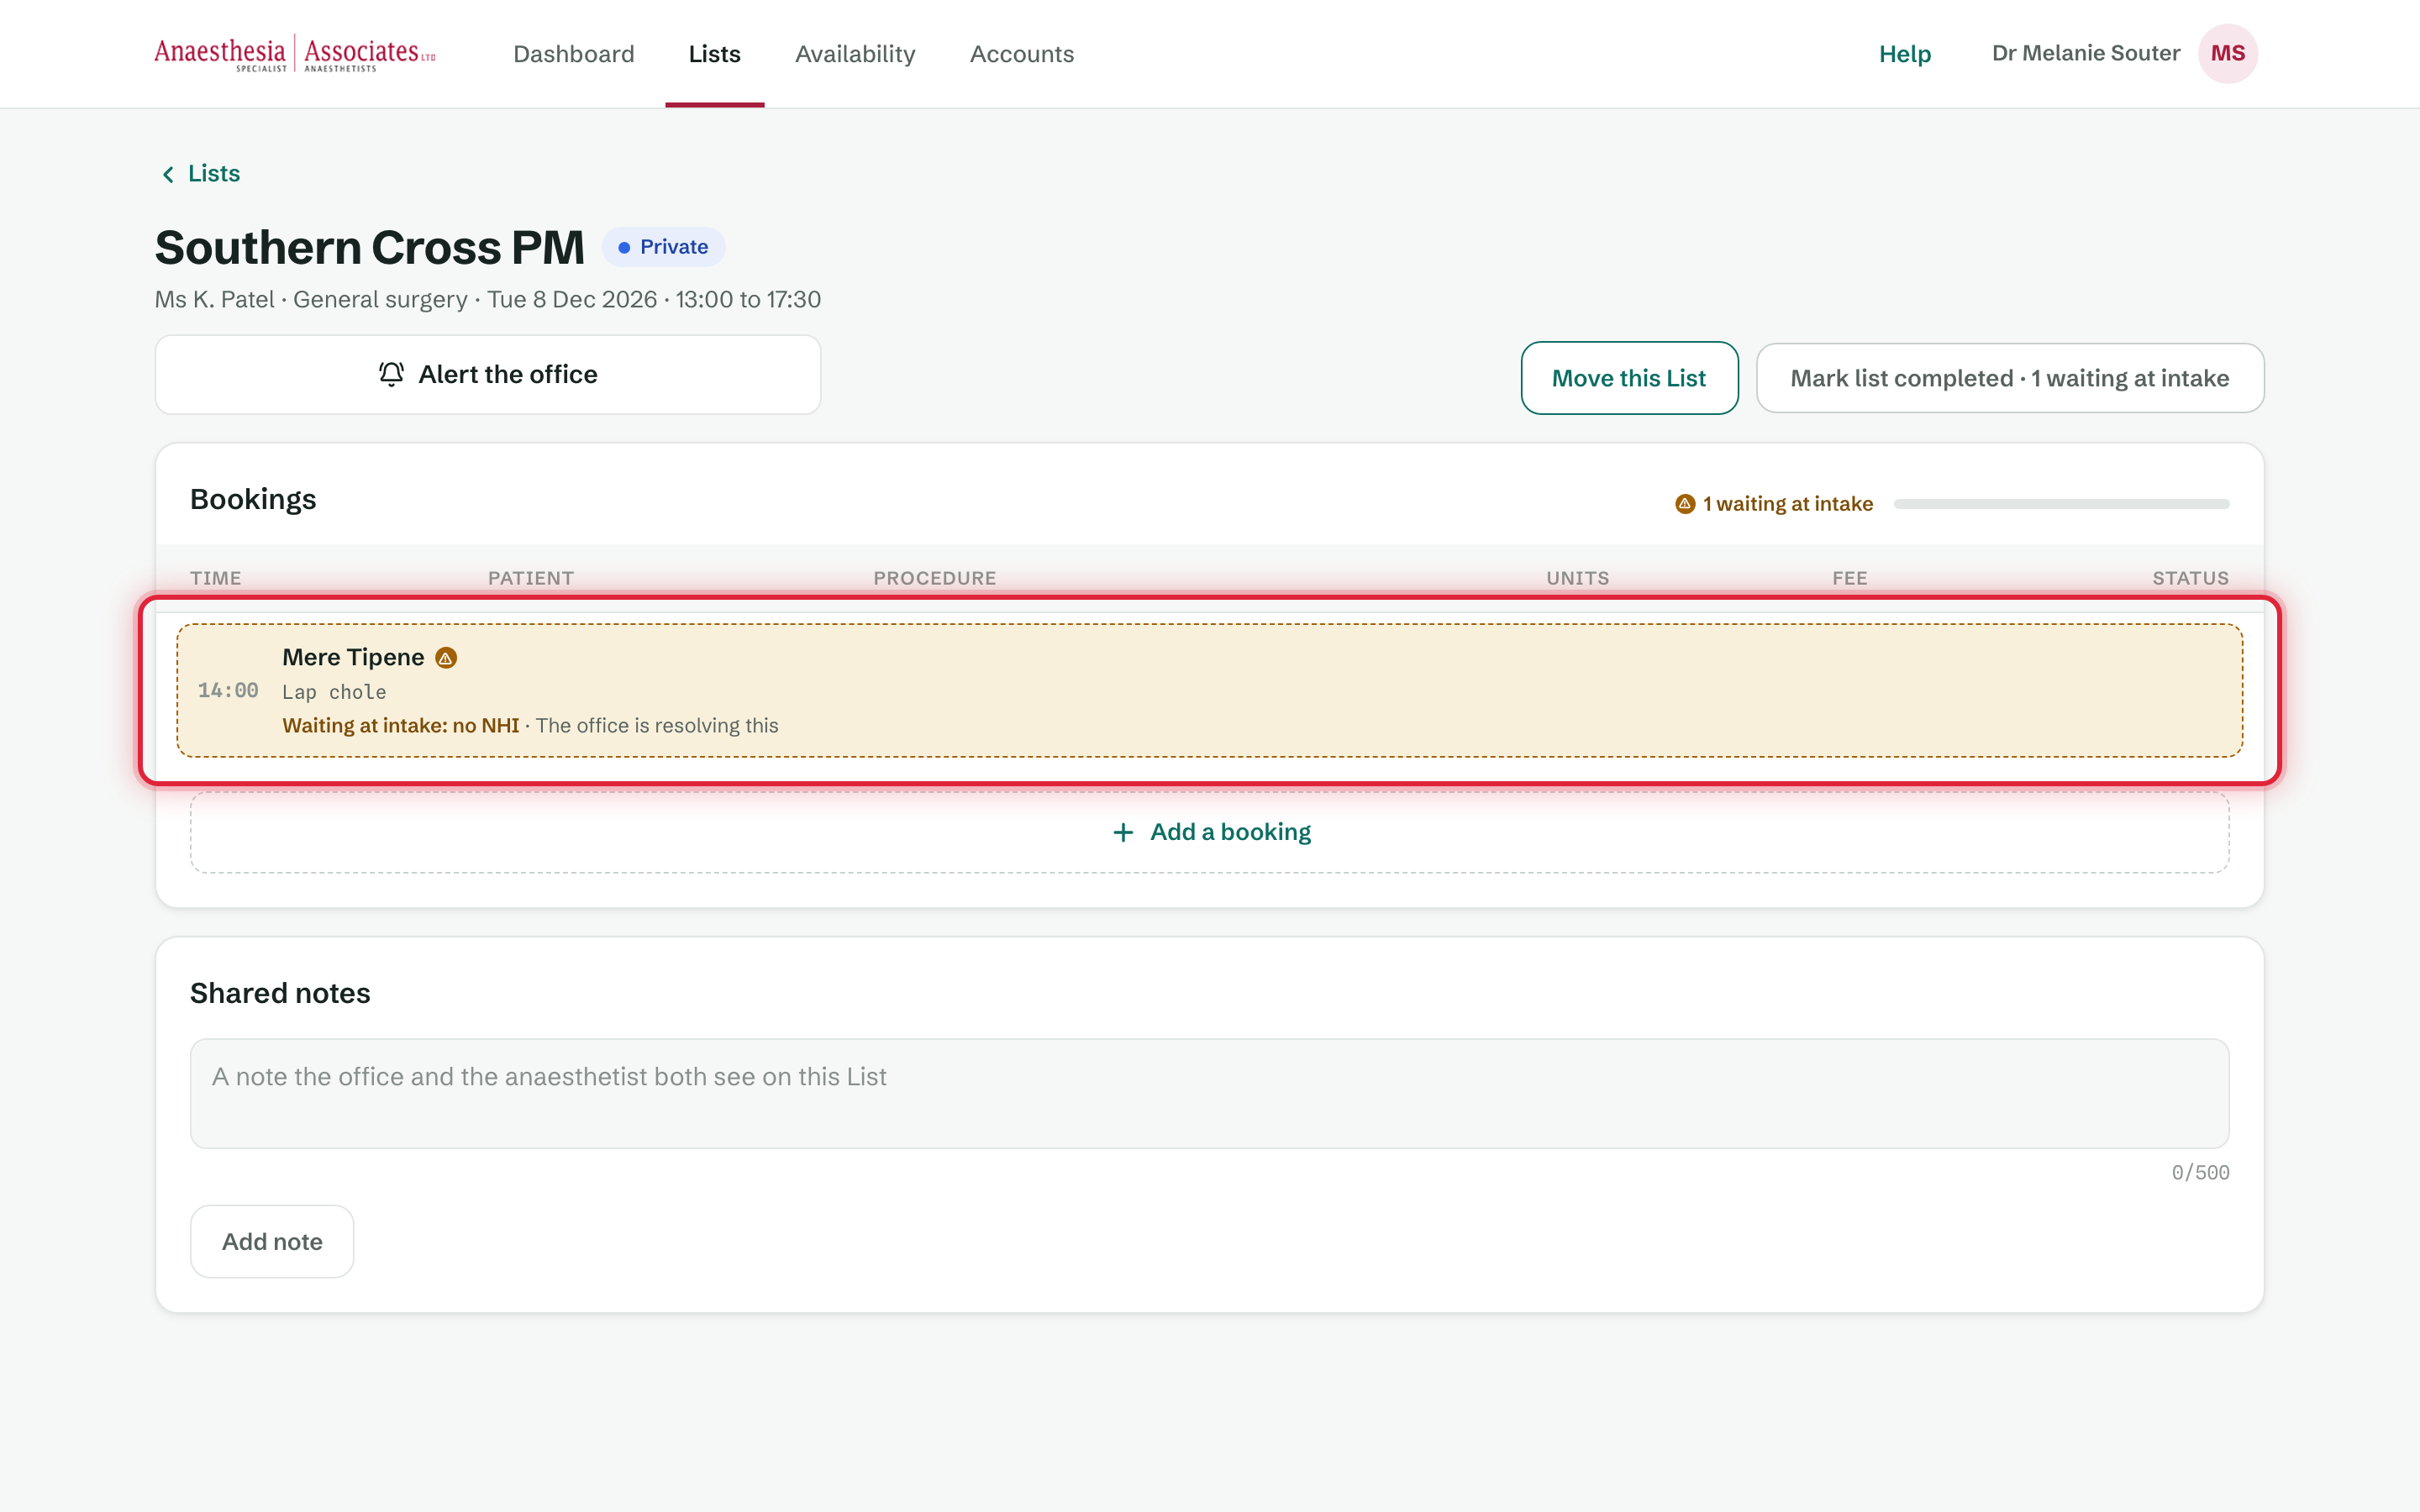 Anaesthesia | Associates LTD
SPECIALIST ANAESTHETISTS
Dashboard
Lists
Availability
Accounts
Help
Dr Melanie Souter
MS
Lists
Southern Cross PM
Private
Ms K. Patel · General surgery · Tue 8 Dec 2026 · 13:00 to 17:30
Alert the office
Move this List
Mark list completed · 1 waiting at intake
Bookings
1 waiting at intake
TIME
PATIENT
PROCEDURE
UNITS
FEE
STATUS
14:00
Mere Tipene
Lap chole
Waiting at intake: no NHI · The office is resolving this
+ Add a booking
Shared notes
A note the office and the anaesthetist both see on this List
0/500
Add note